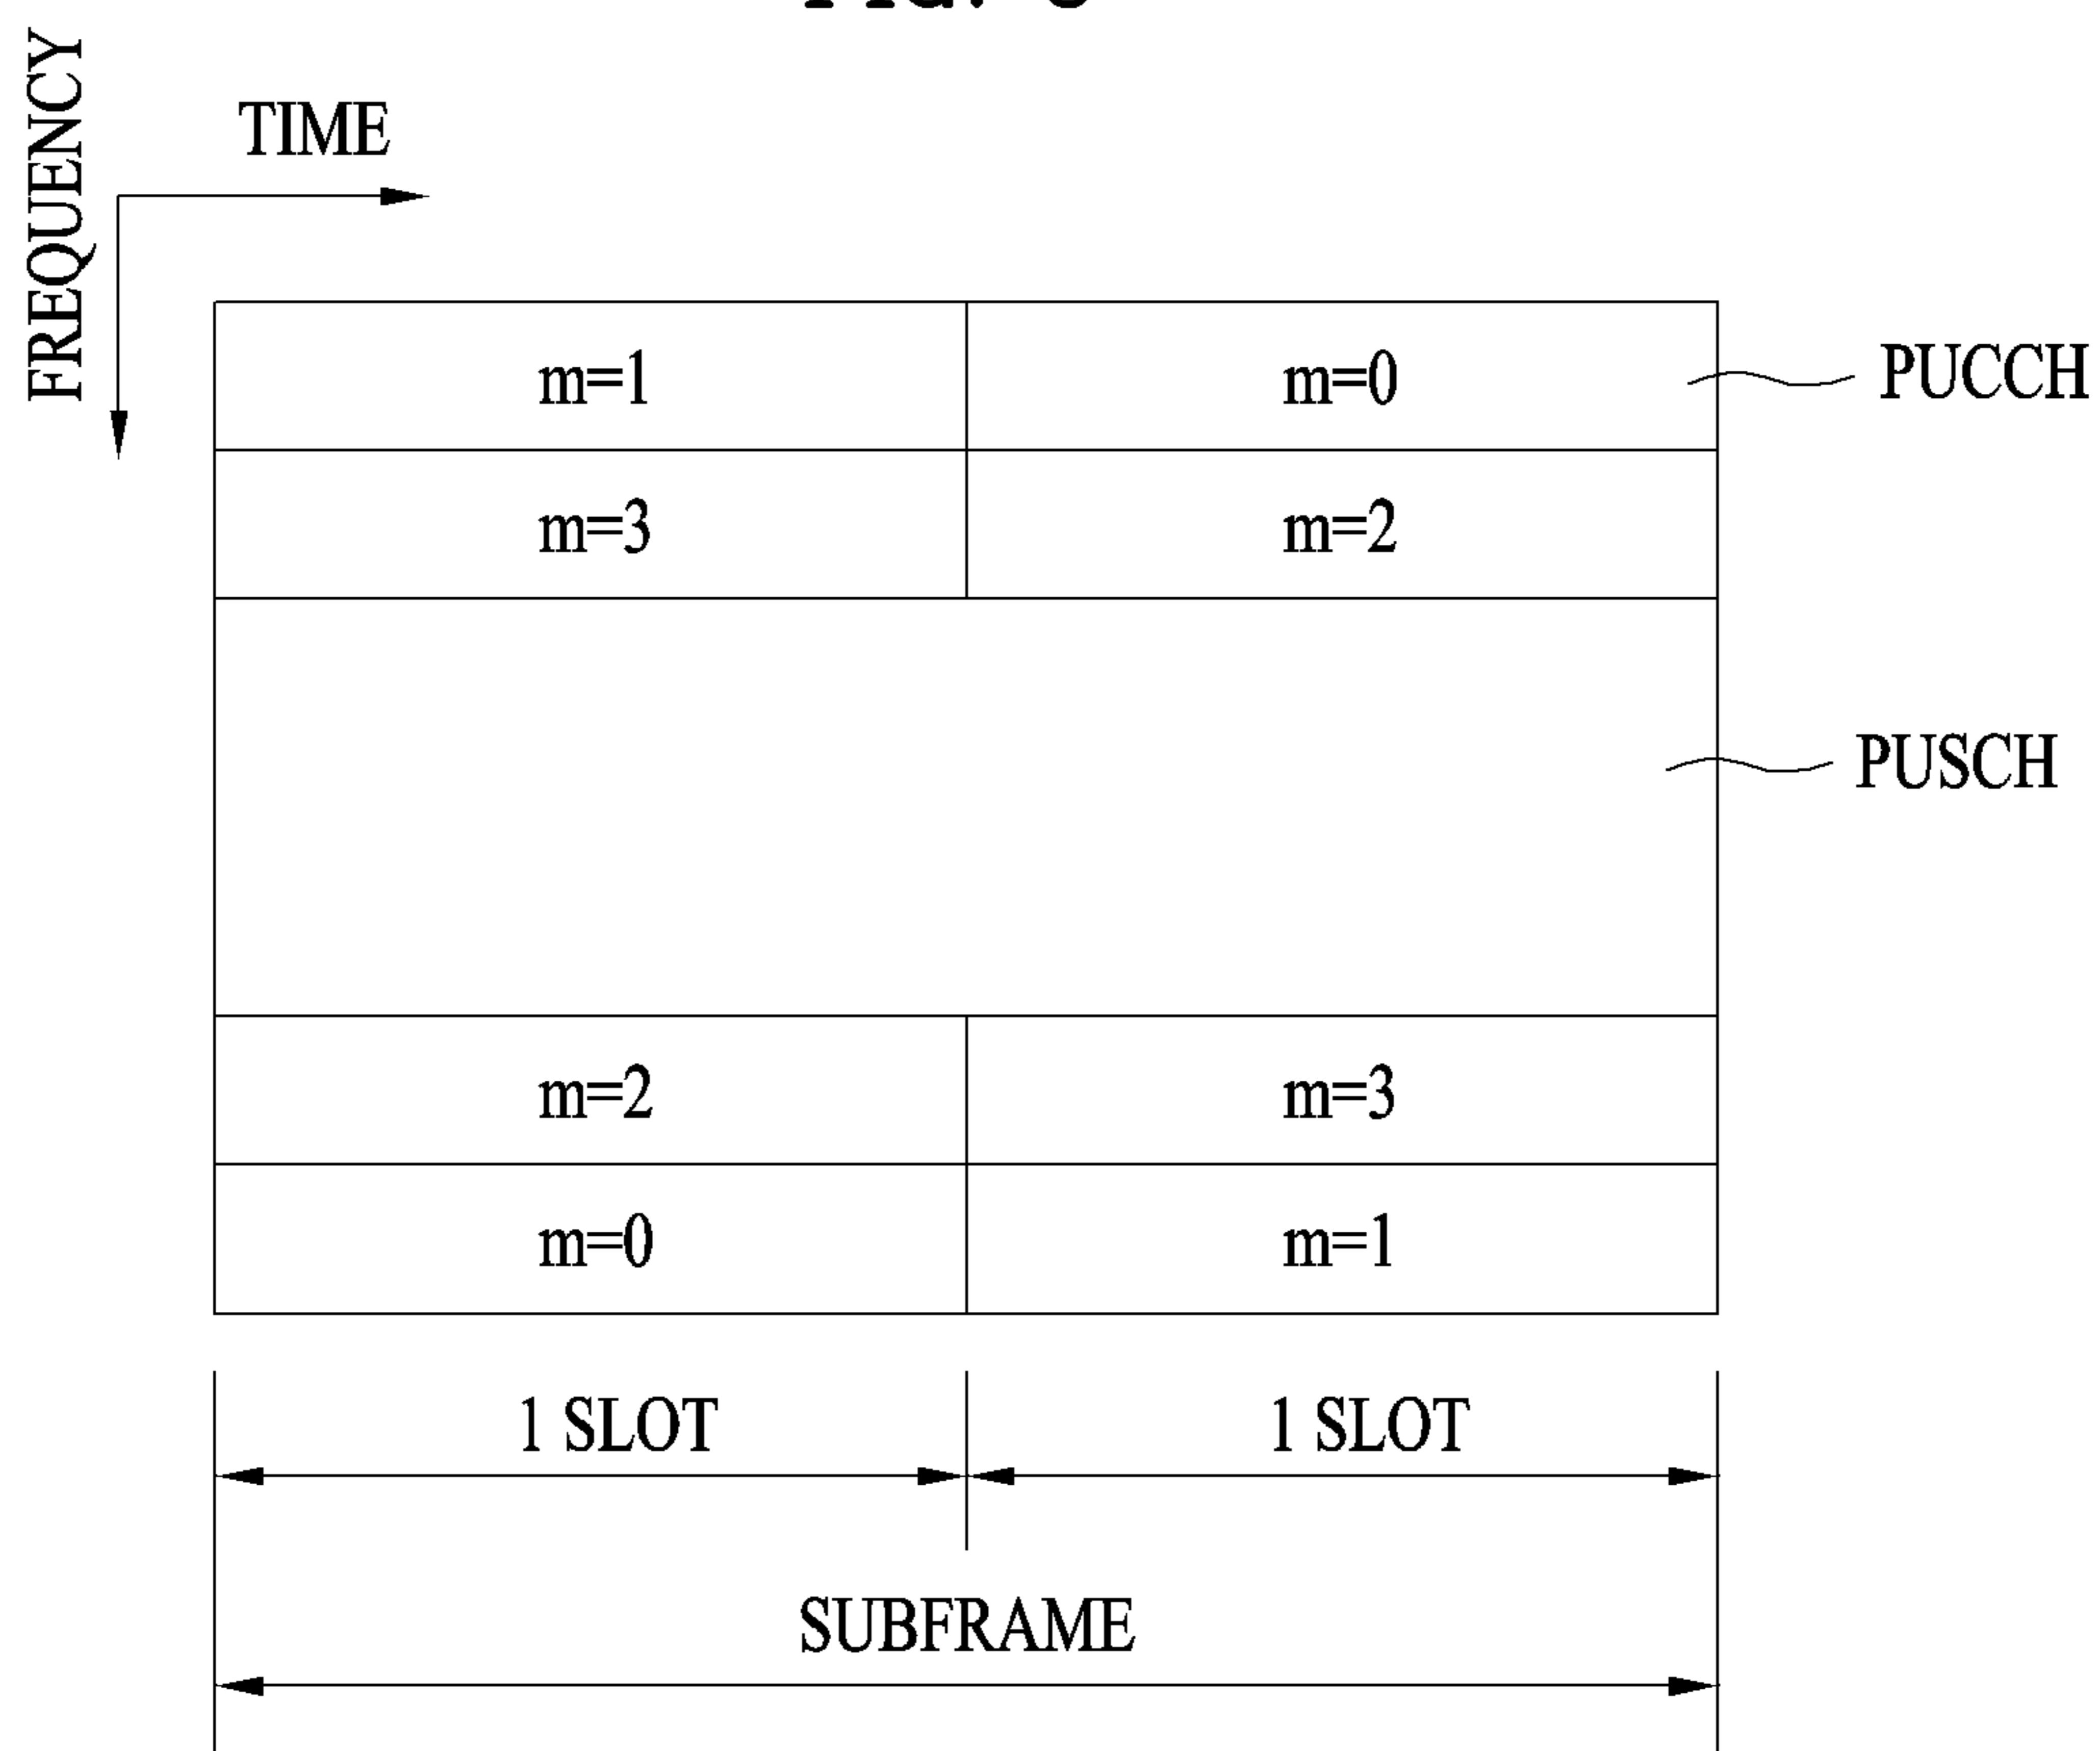 FREQUENCY
TIME
m=1
m=0
PUCCH
m=3
m=2
PUSCH
m=2
m=3
m=0
m=1
1 SLOT
1 SLOT
SUBFRAME